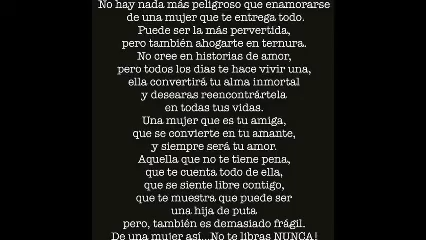 No hay nada más peligroso que enamorarse
de una mujer que te entrega todo.
Puede ser la más pervertida,
pero también ahogarte en ternura.
No cree en historias de amor,
pero todos los dias te hace vivir una,
ella convertirá tu alma inmortal
y desearas reencontrártela
en todas tus vidas.
Una mujer que es tu amiga,
que se convierte en tu amante,
y siempre será tu amor.
Aquella que no te tiene pena,
que te cuenta todo de ella,
que se siente libre contigo,
que te muestra que puede ser
una hija de puta
pero, también es demasiado frágil.
De una mujer asi...No te libras NUNCA!